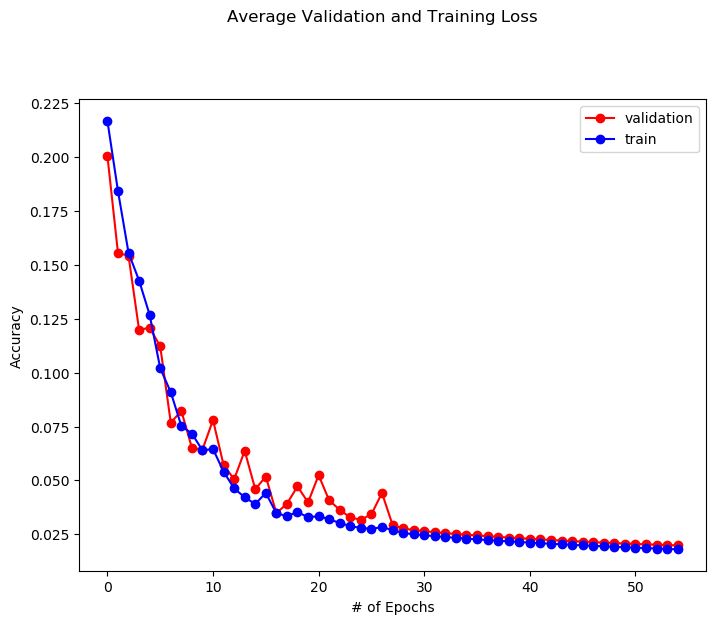 Average Validation and Training Loss
0.225
0.200
0.175
0.150
0.125
0.100
0.075
0.050
0.025
Accuracy
validation
train
0 10 20 30 40 50
# of Epochs